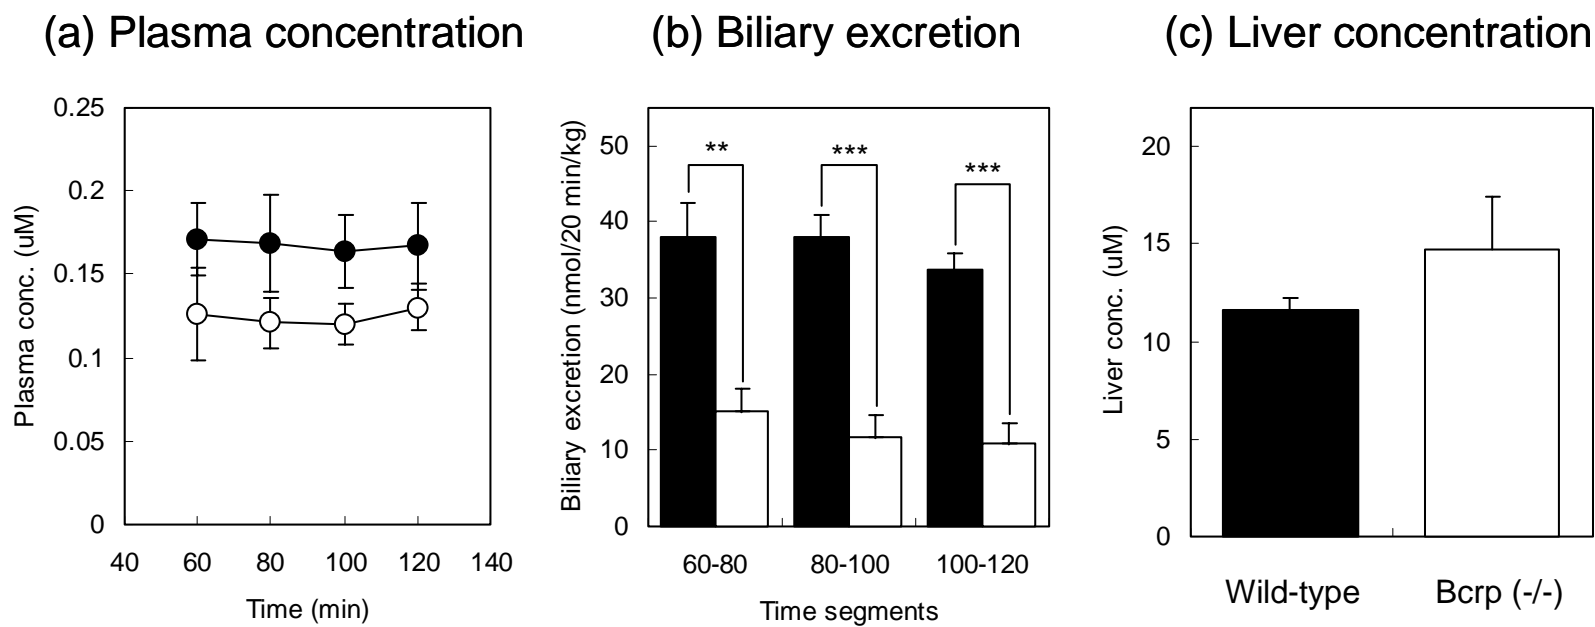 (a) Plasma concentration
(b) Biliary excretion
(c) Liver concentration
Plasma conc. (uM)
0.25
0.2
0.15
0.1
0.05
0
40 60 80 100 120 140
Time (min)
Biliary excretion (nmol/20 min/kg)
50
40
30
20
10
0
** *** ***
60-80 80-100 100-120
Time segments
Liver conc. (uM)
20
15
10
5
0
Wild-type Bcrp (-/-)